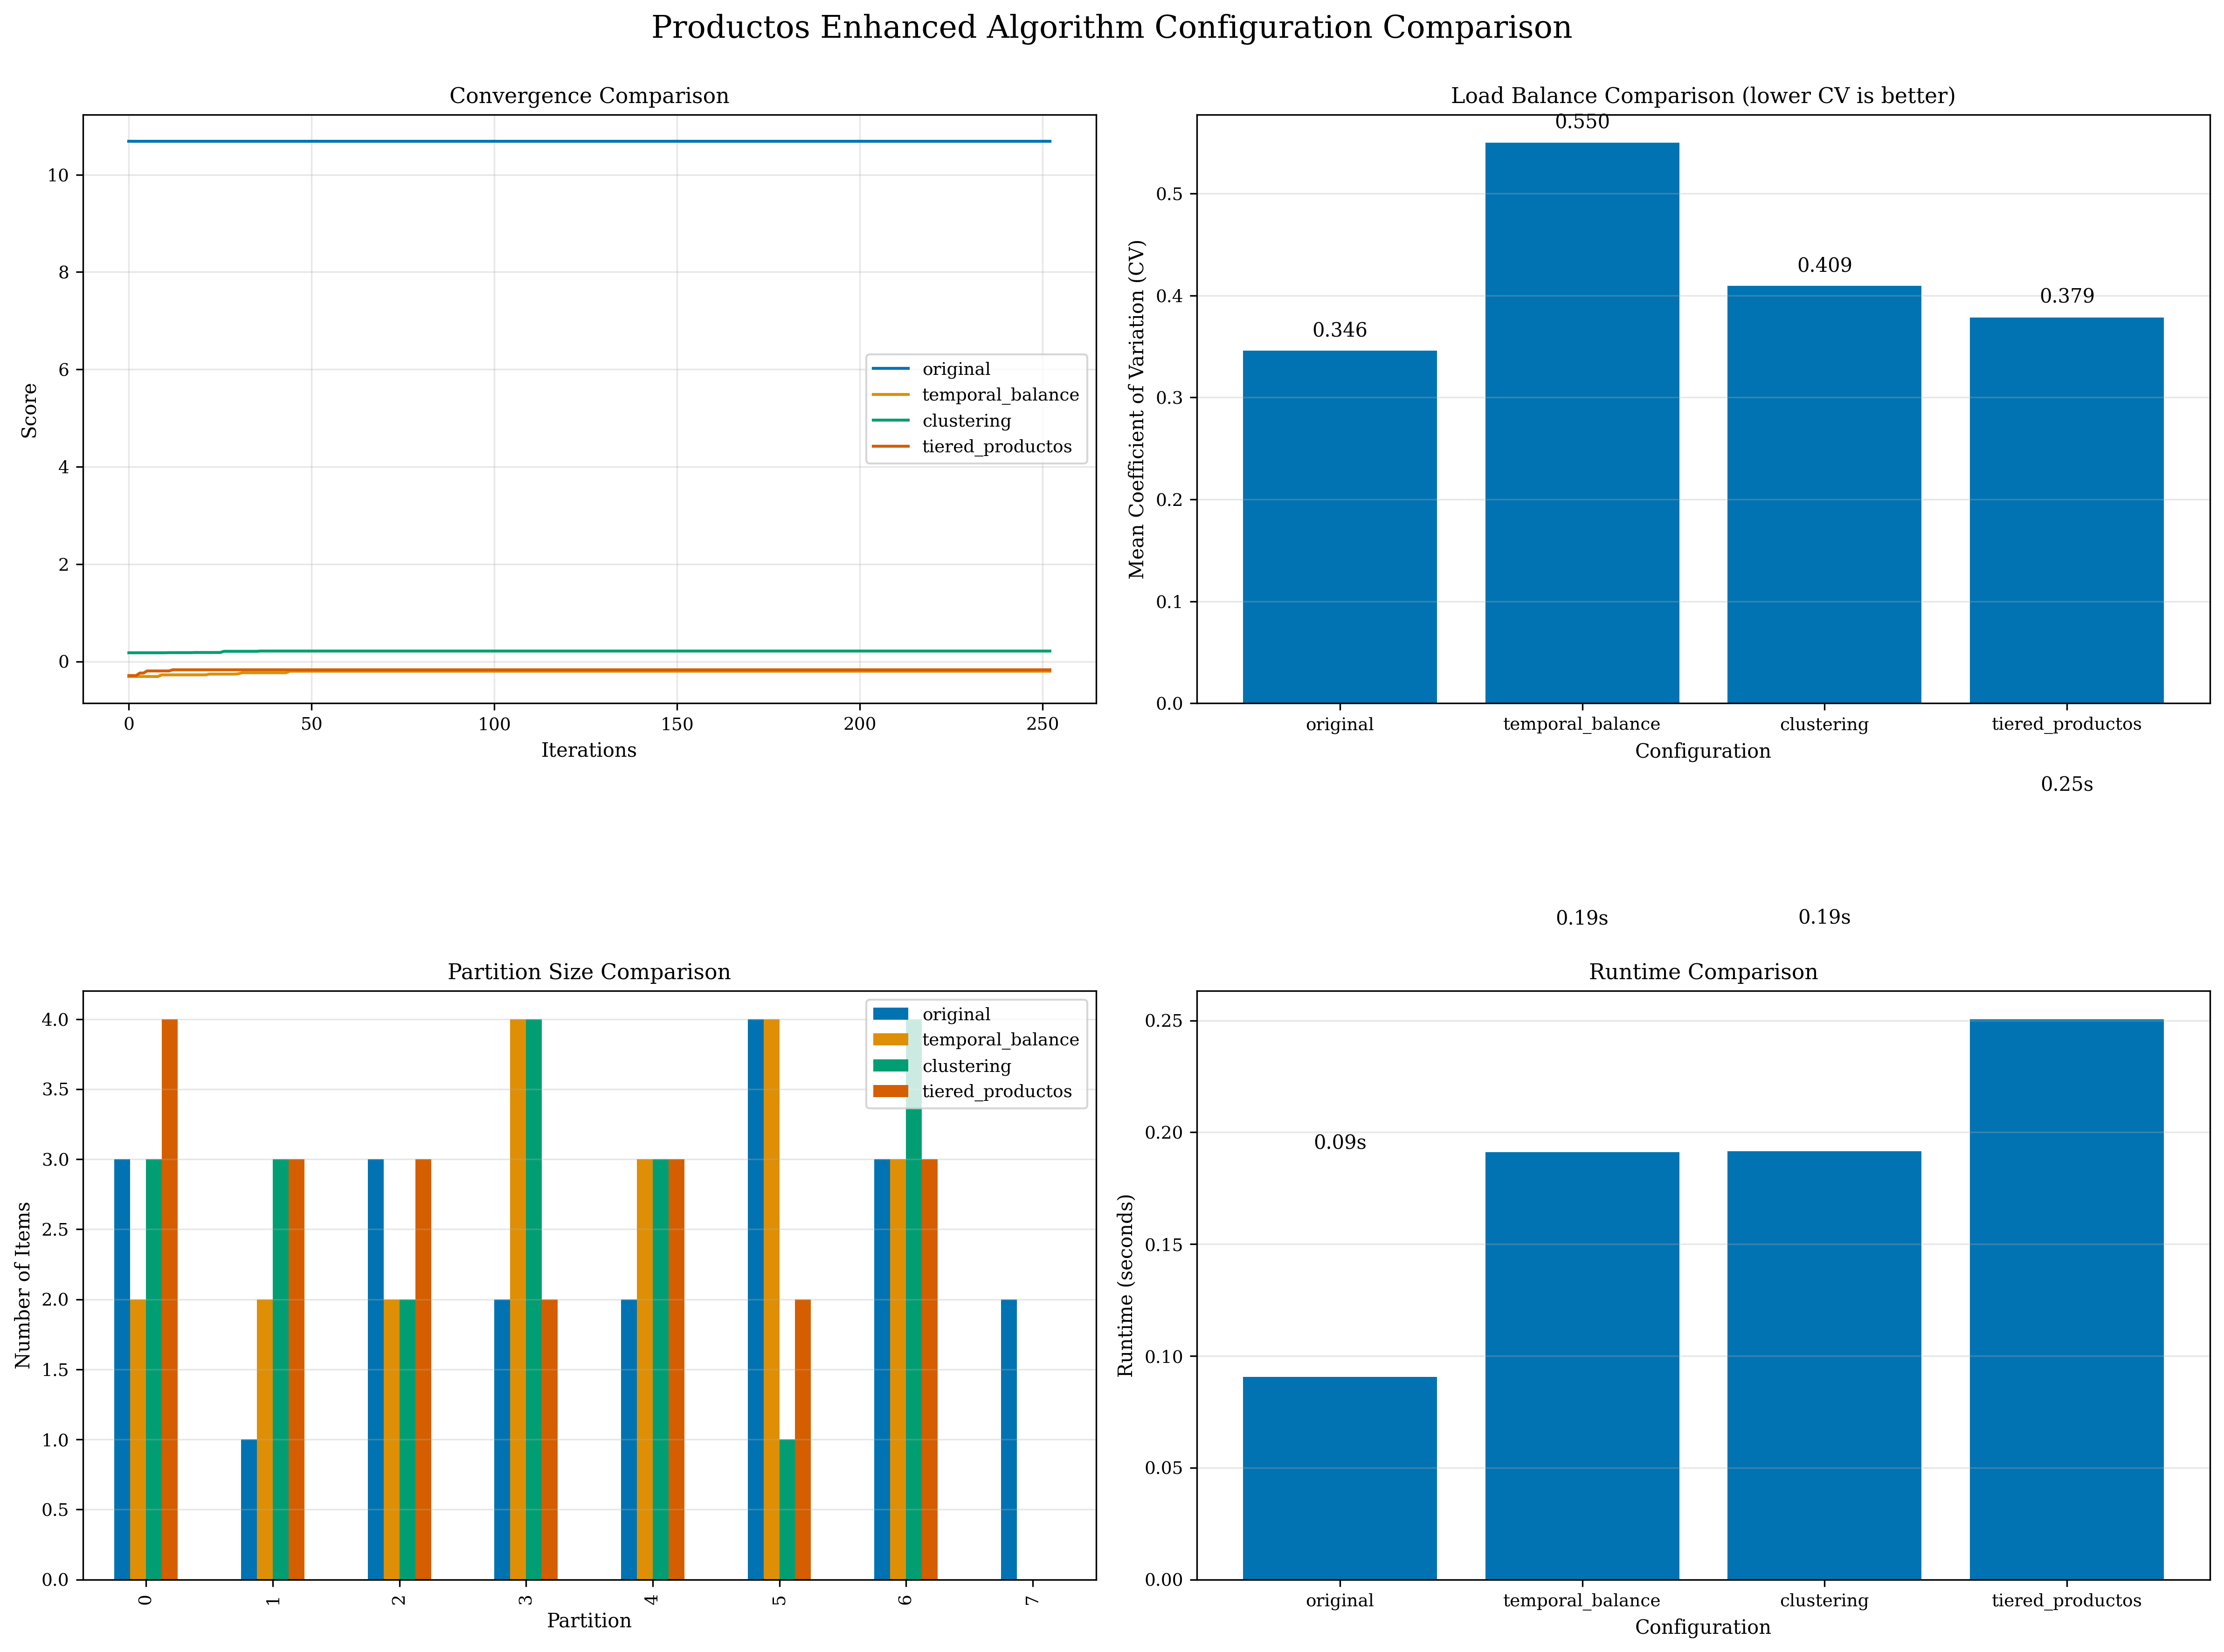 Productos Enhanced Algorithm Configuration Comparison
Convergence Comparison
Score
10
8
6
4
2
0
original
temporal_balance
clustering
tiered_productos
0
50
100
150
200
250
Iterations
Load Balance Comparison (lower CV is better)
Mean Coefficient of Variation (CV)
0.5
0.4
0.3
0.2
0.1
0.0
0.346
0.550
0.409
0.379
original
temporal_balance
clustering
tiered_productos
Configuration
Partition Size Comparison
Number of Items
4.0
3.5
3.0
2.5
2.0
1.5
1.0
0.5
0.0
original
temporal_balance
clustering
tiered_productos
0
1
2
3
4
5
6
7
Partition
0.25s
0.19s
0.19s
Runtime Comparison
Runtime (seconds)
0.25
0.20
0.15
0.10
0.05
0.00
0.09s
original
temporal_balance
clustering
tiered_productos
Configuration